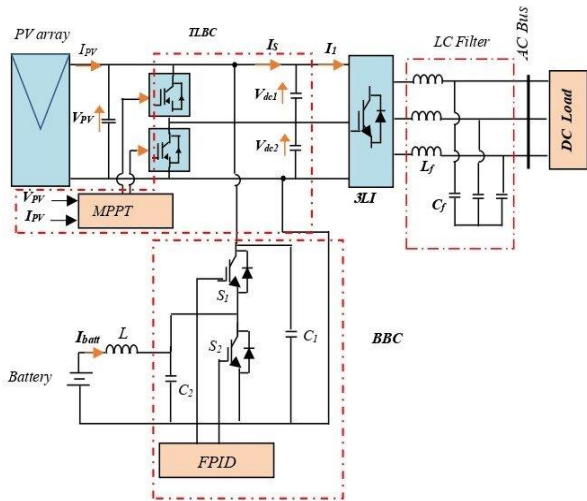 PV array
TLBC
LC Filter
AC Bus
I_PV
I_S
I_1
V_PV
V_dc1
V_dc2
L_f
C_f
3LI
DC Load
V_PV
I_PV
MPPT
S_1
S_2
C_1
C_2
BBC
I_batt
L
Battery
FPID